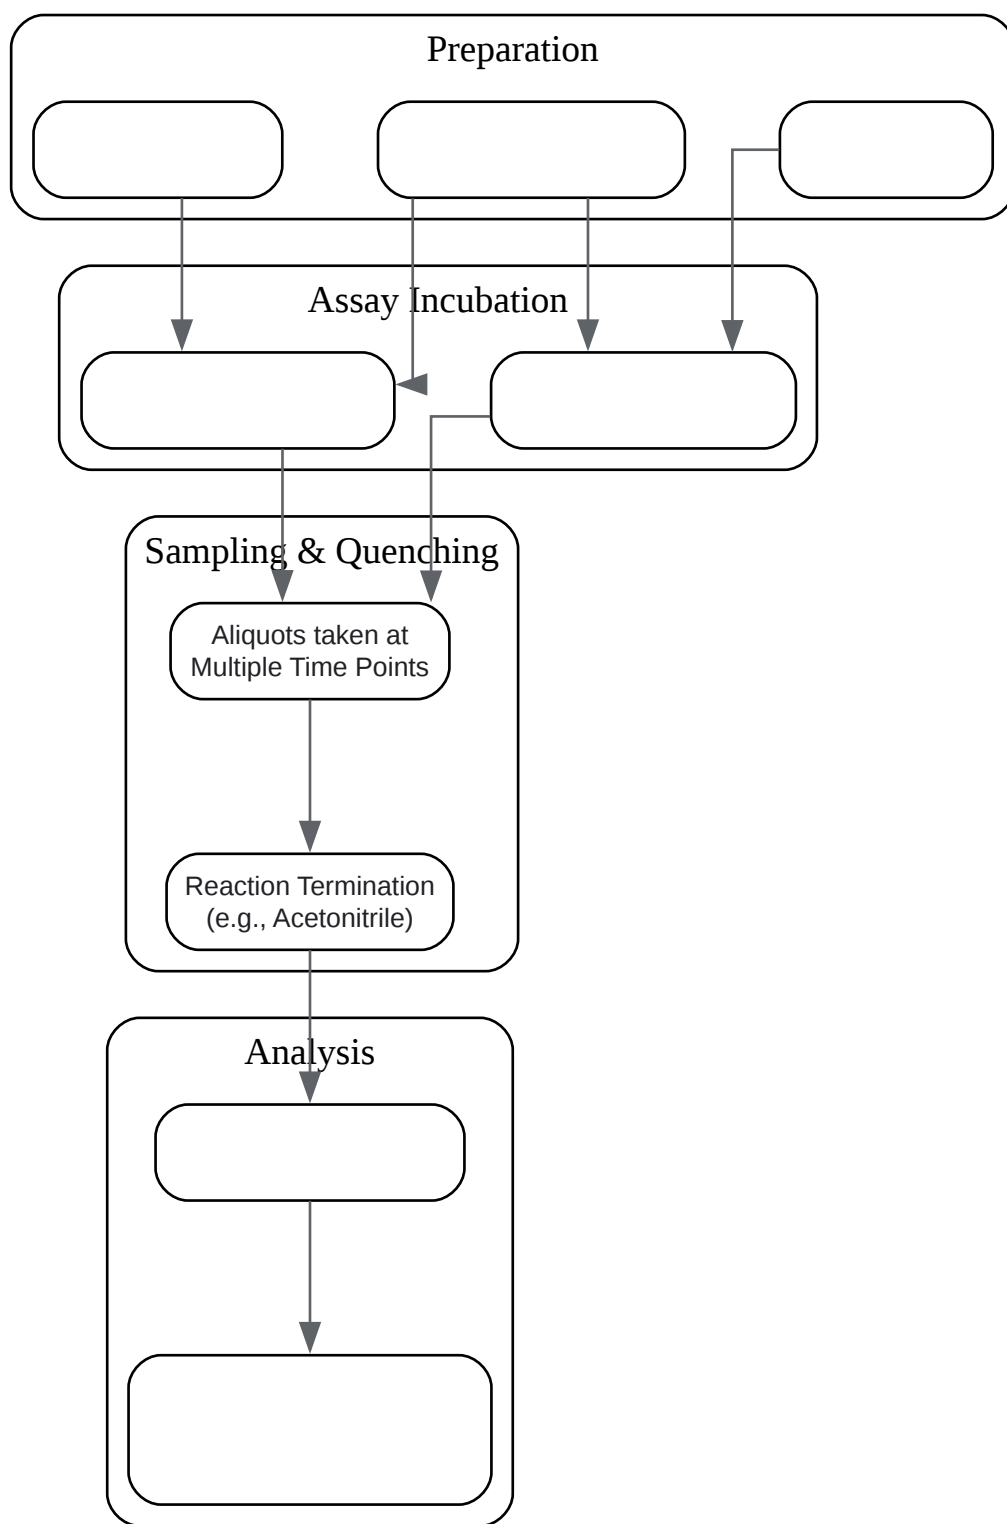 Preparation
Assay Incubation
Sampling & Quenching
Aliquots taken at
Multiple Time Points
Reaction Termination
(e.g., Acetonitrile)
Analysis